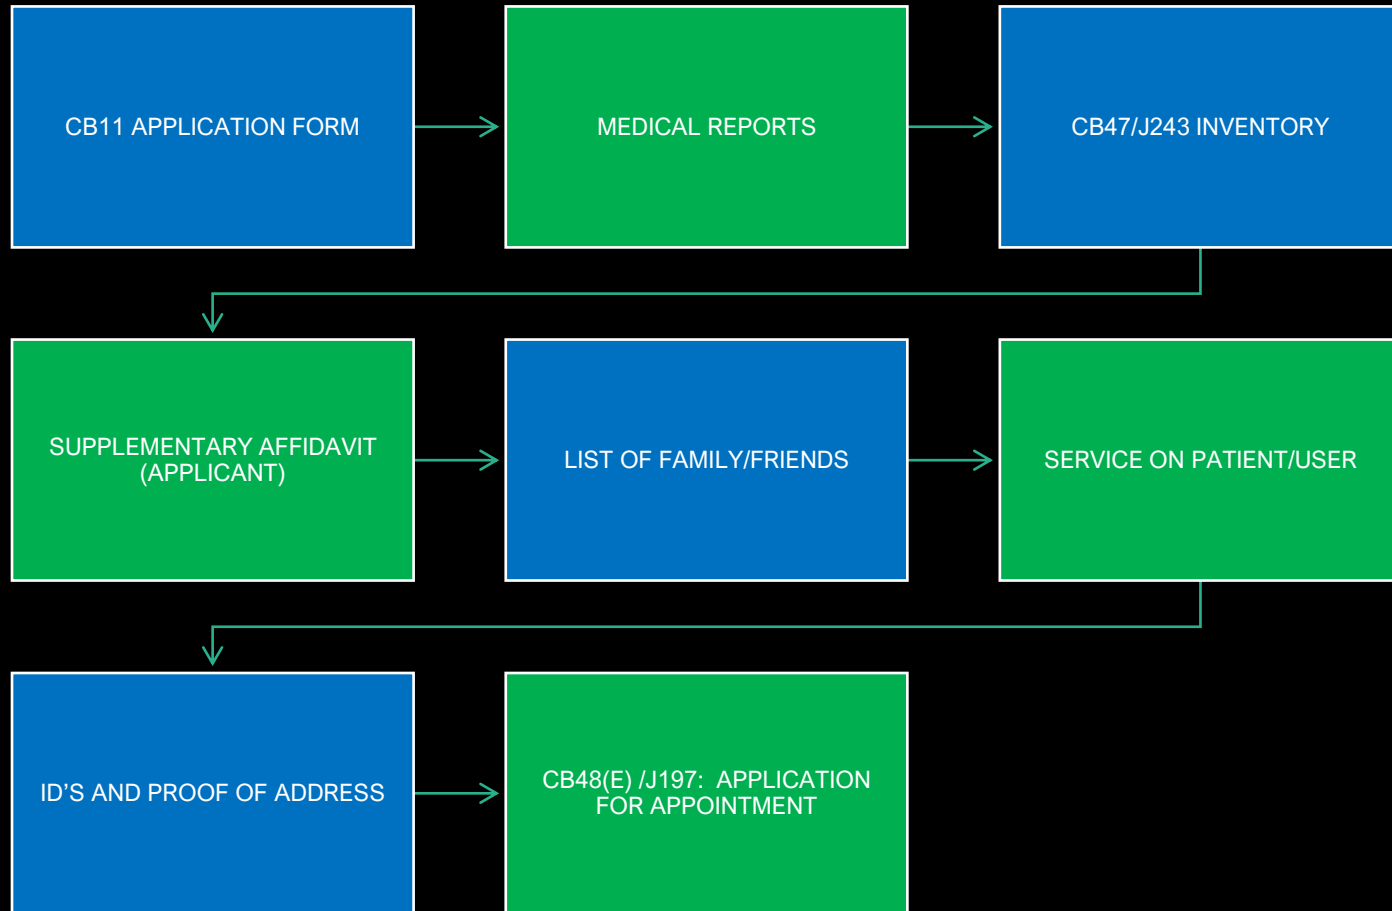 CB11 APPLICATION FORM
MEDICAL REPORTS
CB47/J243 INVENTORY
SUPPLEMENTARY AFFIDAVIT
(APPLICANT)
LIST OF FAMILY/FRIENDS
SERVICE ON PATIENT/USER
ID’S AND PROOF OF ADDRESS
CB48(E) /J197:  APPLICATION
FOR APPOINTMENT